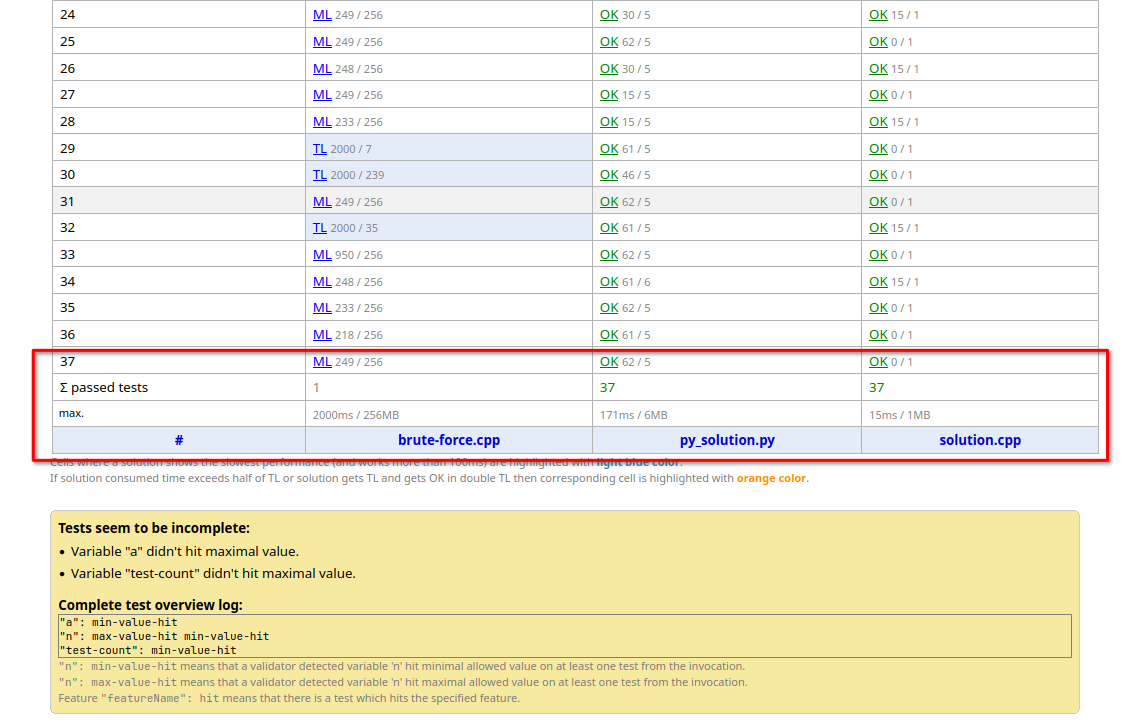 24 ML 249 / 256 OK 30 / 5 OK 15 / 1
25 ML 249 / 256 OK 62 / 5 OK 0 / 1
26 ML 248 / 256 OK 30 / 5 OK 15 / 1
27 ML 249 / 256 OK 15 / 5 OK 0 / 1
28 ML 233 / 256 OK 15 / 5 OK 15 / 1
29 TL 2000 / 7 OK 61 / 5 OK 0 / 1
30 TL 2000 / 239 OK 46 / 5 OK 0 / 1
31 ML 249 / 256 OK 62 / 5 OK 0 / 1
32 TL 2000 / 35 OK 61 / 5 OK 15 / 1
33 ML 950 / 256 OK 62 / 5 OK 0 / 1
34 ML 248 / 256 OK 61 / 6 OK 15 / 1
35 ML 233 / 256 OK 62 / 5 OK 0 / 1
36 ML 218 / 256 OK 61 / 5 OK 0 / 1
37 ML 249 / 256 OK 62 / 5 OK 0 / 1
Σ passed tests 1 37 37
max. 2000ms / 256MB 171ms / 6MB 15ms / 1MB
# brute-force.cpp py_solution.py solution.cpp
Cells where a solution shows the slowest performance (and works more than 100ms) are highlighted with light blue color.
If solution consumed time exceeds half of TL or solution gets TL and gets OK in double TL then corresponding cell is highlighted with orange color.
Tests seem to be incomplete:
• Variable "a" didn't hit maximal value.
• Variable "test-count" didn't hit maximal value.
Complete test overview log:
"a": min-value-hit
"n": max-value-hit min-value-hit
"test-count": min-value-hit
"n": min-value-hit means that a validator detected variable 'n' hit minimal allowed value on at least one test from the invocation.
"n": max-value-hit means that a validator detected variable 'n' hit maximal allowed value on at least one test from the invocation.
Feature "featureName": hit means that there is a test which hits the specified feature.